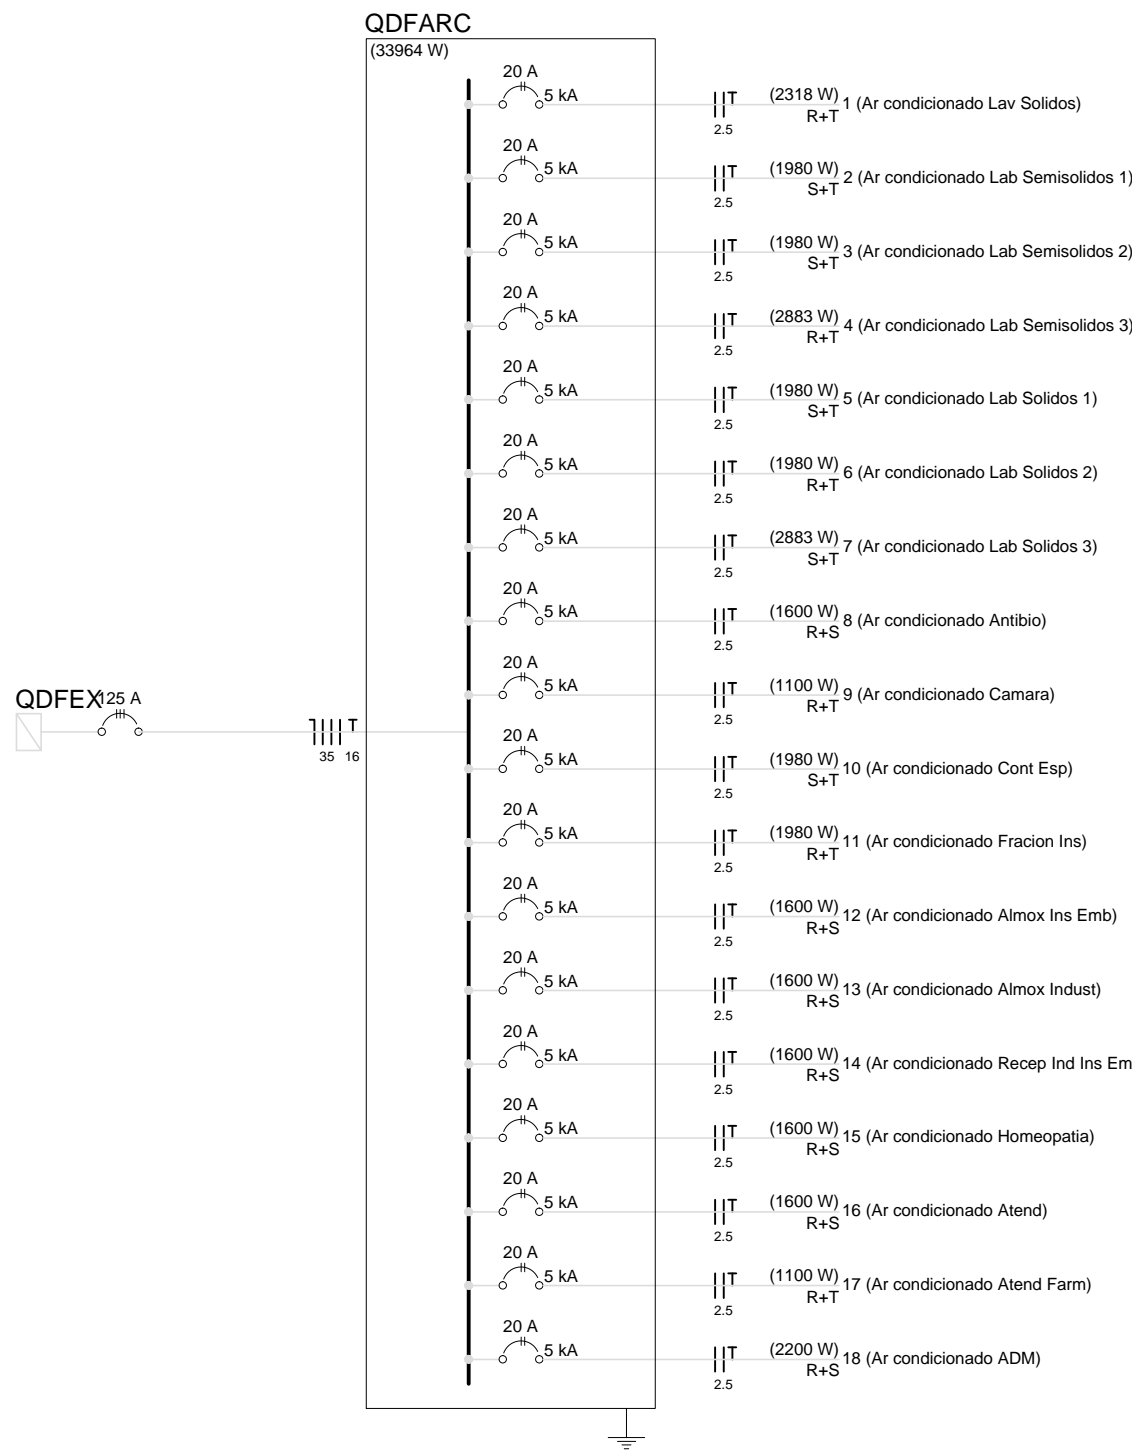 QDFARC
(33964 W)
20 A
5 kA
T
2.5
(2318 W)
R+T
1 (Ar condicionado Lav Solidos)
20 A
5 kA
T
2.5
(1980 W)
S+T
2 (Ar condicionado Lab Semisolidos 1)
20 A
5 kA
T
2.5
(1980 W)
S+T
3 (Ar condicionado Lab Semisolidos 2)
20 A
5 kA
T
2.5
(2883 W)
R+T
4 (Ar condicionado Lab Semisolidos 3)
20 A
5 kA
T
2.5
(1980 W)
S+T
5 (Ar condicionado Lab Solidos 1)
20 A
5 kA
T
2.5
(1980 W)
R+T
6 (Ar condicionado Lab Solidos 2)
20 A
5 kA
T
2.5
(2883 W)
S+T
7 (Ar condicionado Lab Solidos 3)
20 A
5 kA
T
2.5
(1600 W)
R+S
8 (Ar condicionado Antibio)
20 A
5 kA
T
2.5
(1100 W)
R+T
9 (Ar condicionado Camara)
QDFEX
125 A
T
35
16
20 A
5 kA
T
2.5
(1980 W)
S+T
10 (Ar condicionado Cont Esp)
20 A
5 kA
T
2.5
(1980 W)
R+T
11 (Ar condicionado Fracion Ins)
20 A
5 kA
T
2.5
(1600 W)
R+S
12 (Ar condicionado Almox Ins Emb)
20 A
5 kA
T
2.5
(1600 W)
R+S
13 (Ar condicionado Almox Indust)
20 A
5 kA
T
2.5
(1600 W)
R+S
14 (Ar condicionado Recep Ind Ins Em
20 A
5 kA
T
2.5
(1600 W)
R+S
15 (Ar condicionado Homeopatia)
20 A
5 kA
T
2.5
(1600 W)
R+S
16 (Ar condicionado Atend)
20 A
5 kA
T
2.5
(1100 W)
R+T
17 (Ar condicionado Atend Farm)
20 A
5 kA
T
2.5
(2200 W)
R+S
18 (Ar condicionado ADM)